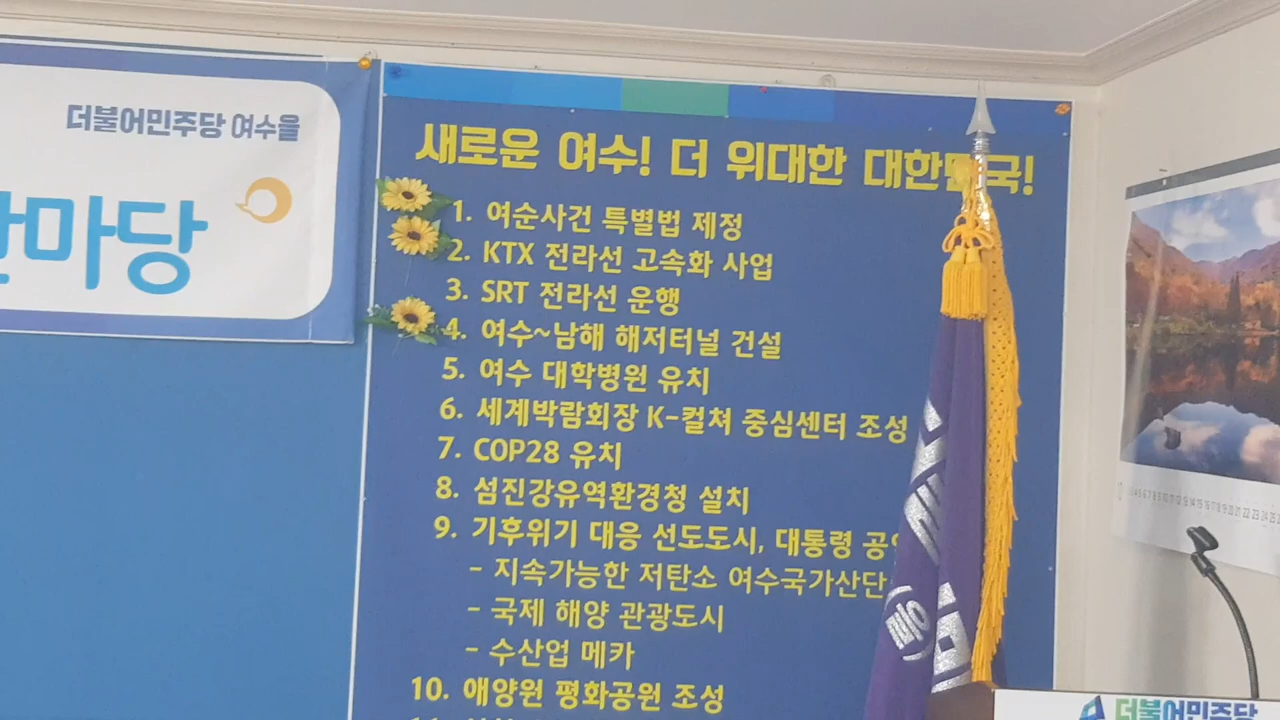 더불어민주당 여수을
마당
새로운 여수! 더 위대한 대한민국!
1. 여순사건 특별법 제정
2. KTX 전라선 고속화 사업
3. SRT 전라선 운행
4. 여수~남해 해저터널 건설
5. 여수 대학병원 유치
6. 세계박람회장 K-컬쳐 중심센터 조성
7. COP28 유치
8. 섬진강유역환경청 설치
9. 기후위기 대응 선도도시, 대통령
- 지속가능한 저탄소 여수국가산단
- 국제 해양 관광도시
- 수산업 메카
10. 애양원 평화공원 조성
더불어민주당